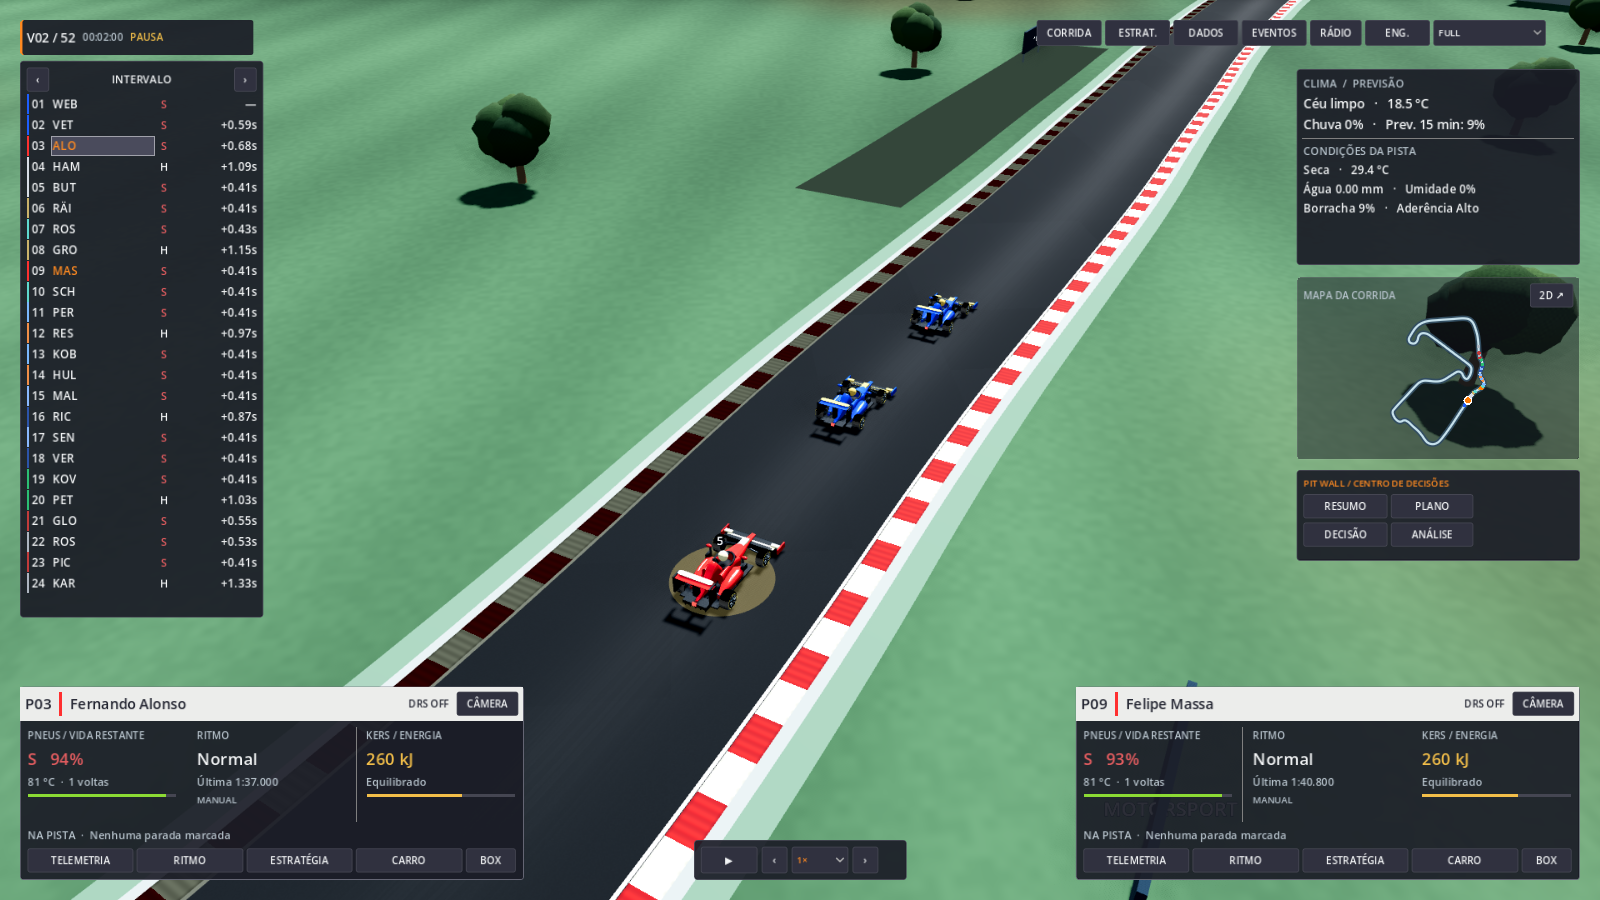 V02 / 52 00:02:00 PAUSA
CORRIDA ESTRAT. DADOS EVENTOS RÁDIO ENG. FULL
‹ INTERVALO ›
01 WEB S —
02 VET S +0.59s
03 ALO S +0.68s
04 HAM H +1.09s
05 BUT S +0.41s
06 RÄI S +0.41s
07 ROS S +0.43s
08 GRO H +1.15s
09 MAS S +0.41s
10 SCH S +0.41s
11 PER S +0.41s
12 RES H +0.97s
13 KOB S +0.41s
14 HUL S +0.41s
15 MAL S +0.41s
16 RIC H +0.87s
17 SEN S +0.41s
18 VER S +0.41s
19 KOV S +0.41s
20 PET H +1.03s
21 GLO S +0.55s
22 ROS S +0.53s
23 PIC S +0.41s
24 KAR H +1.33s
CLIMA / PREVISÃO
Céu limpo · 18.5 °C
Chuva 0% · Prev. 15 min: 9%
CONDIÇÕES DA PISTA
Seca · 29.4 °C
Água 0.00 mm · Umidade 0%
Borracha 9% · Aderência Alto
MAPA DA CORRIDA 2D ↗
PIT WALL / CENTRO DE DECISÕES
RESUMO PLANO
DECISÃO ANÁLISE
5
P03 Fernando Alonso DRS OFF CÂMERA
PNEUS / VIDA RESTANTE RITMO KERS / ENERGIA
S 94% Normal 260 kJ
81 °C · 1 voltas Última 1:37.000 Equilibrado
MANUAL
NA PISTA · Nenhuma parada marcada
TELEMETRIA RITMO ESTRATÉGIA CARRO BOX
▶ ‹ 1× ›
P09 Felipe Massa DRS OFF CÂMERA
PNEUS / VIDA RESTANTE RITMO KERS / ENERGIA
S 93% Normal 260 kJ
81 °C · 1 voltas Última 1:40.800 Equilibrado
MANUAL
MOTORSPORT
NA PISTA · Nenhuma parada marcada
TELEMETRIA RITMO ESTRATÉGIA CARRO BOX